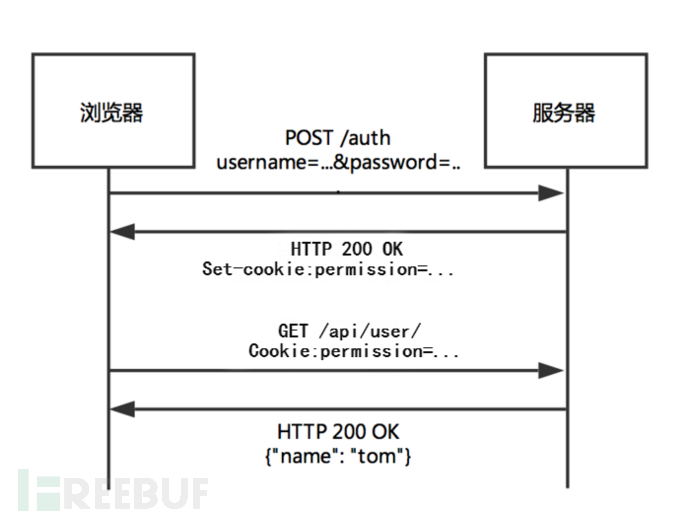 浏览器
服务器
POST /auth
username=...&password=..
HTTP 200 OK
Set-cookie:permission=...
GET /api/user/
Cookie:permission=...
HTTP 200 OK
{"name": "tom"}
FREEBUF